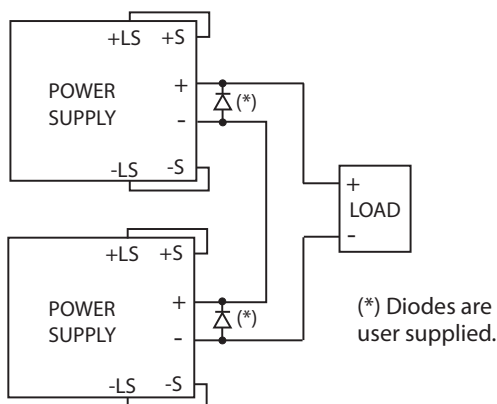 +LS +S
POWER
SUPPLY
+
-
(*)
-LS -S
+
LOAD
-
+LS +S
POWER
SUPPLY
+
-
(*)
-LS -S
(*) Diodes are
user supplied.